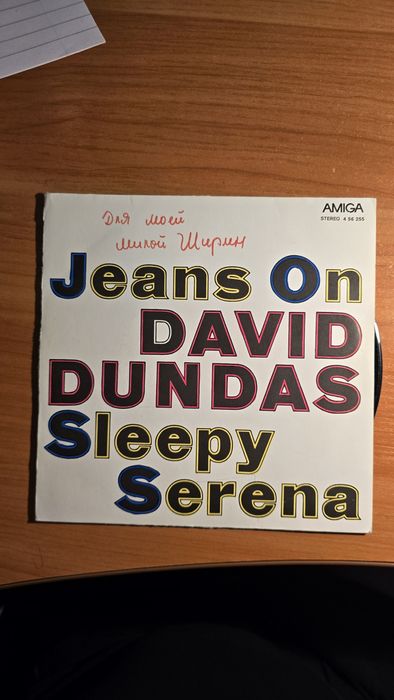 Для моей
милой Ширин
AMIGA
STEREO 4 56 255
Jeans On
DAVID
DUNDAS
Sleepy
Serena